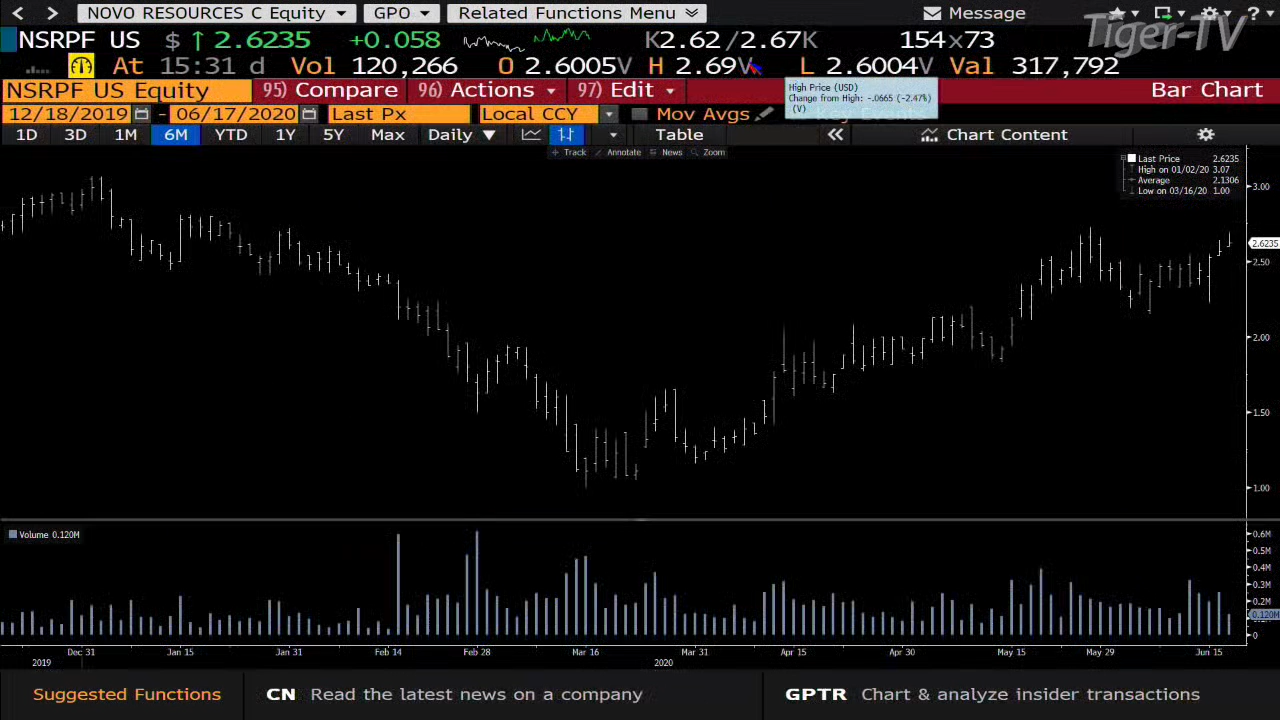 NOVO RESOURCES C Equity GPO Related Functions Menu Message ?
NSRPF US $ ↑ 2.6235 +0.058 K2.62/2.67K 154x73
At 15:31 d Vol 120,266 O 2.6005V H 2.69V L 2.6004V Val 317,792
Tiger-TV
NSRPF US Equity 95) Compare 96) Actions 97) Edit Bar Chart
High Price (USD)
Change from High: -.0665 (-2.47%)
(V)
12/18/2019 - 06/17/2020 Last Px Local CCY Mov Avgs Key Events
1D 3D 1M 6M YTD 1Y 5Y Max Daily ▼ Table « Chart Content
Track Annotate News Zoom
Last Price 2.6235
High on 01/02/20 3.07
Average 2.1306
Low on 03/16/20 1.00
3.00
2.6235
2.50
2.00
1.50
1.00
Volume 0.120M
0.6M
0.5M
0.4M
0.3M
0.2M
0.120M
0
Dec 31 Jan 15 Jan 31 Feb 14 Feb 28 Mar 16 Mar 31 Apr 15 Apr 30 May 15 May 29 Jun 15
2019 2020
Suggested Functions CN Read the latest news on a company GPTR Chart & analyze insider transactions